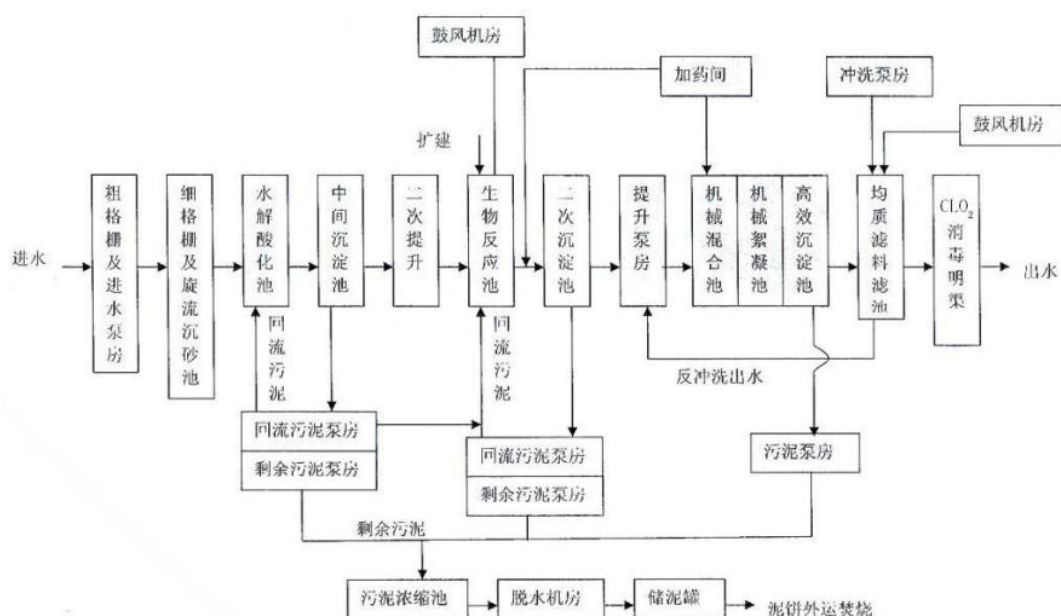 鼓风机房
加药间
冲洗泵房
鼓风机房
扩建
进水
粗格栅及进水泵房
细格栅及旋流沉砂池
水解酸化池
中间沉淀池
二次提升
生物反应池
二次沉淀池
提升泵房
机械混合池
机械絮凝池
高效沉淀池
均质滤料滤池
CLO₂消毒明渠
出水
回流污泥
回流污泥
反冲洗出水
回流污泥泵房
剩余污泥泵房
回流污泥泵房
剩余污泥泵房
污泥泵房
剩余污泥
污泥浓缩池
脱水机房
储泥罐
泥饼外运焚烧